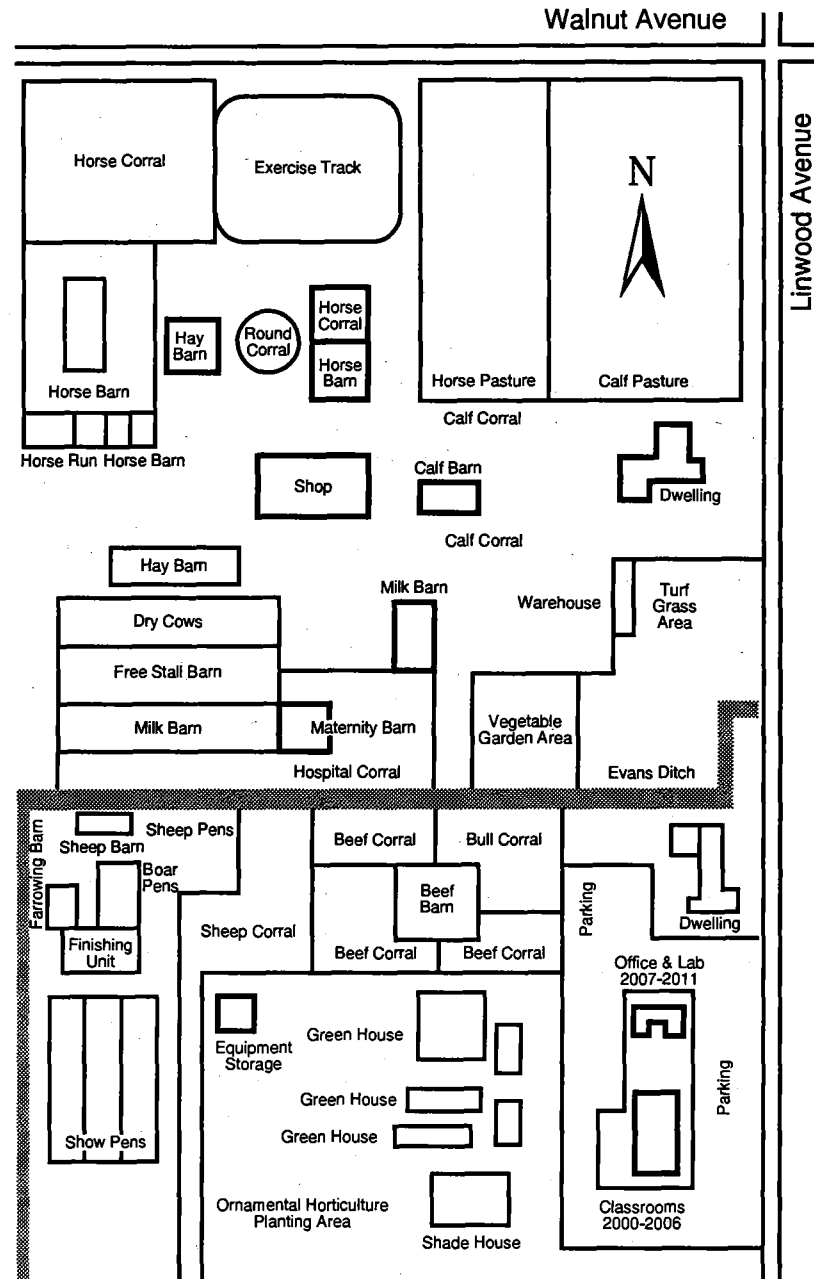 Walnut Avenue
Linwood Avenue
Horse Corral
Exercise Track
N
Hay
Barn
Round
Corral
Horse
Corral
Horse
Barn
Horse Barn
Horse Pasture
Calf Pasture
Calf Corral
Horse Run
Horse Barn
Shop
Calf Barn
Dwelling
Calf Corral
Hay Barn
Milk Barn
Warehouse
Turf
Grass
Area
Dry Cows
Free Stall Barn
Milk Barn
Maternity Barn
Vegetable
Garden Area
Hospital Corral
Evans Ditch
Farrowing Barn
Sheep Barn
Sheep Pens
Boar
Pens
Beef Corral
Bull Corral
Beef
Barn
Parking
Dwelling
Sheep Corral
Finishing
Unit
Beef Corral
Beef Corral
Office & Lab
2007-2011
Equipment
Storage
Green House
Green House
Green House
Parking
Show Pens
Ornamental Horticulture
Planting Area
Shade House
Classrooms
2000-2006